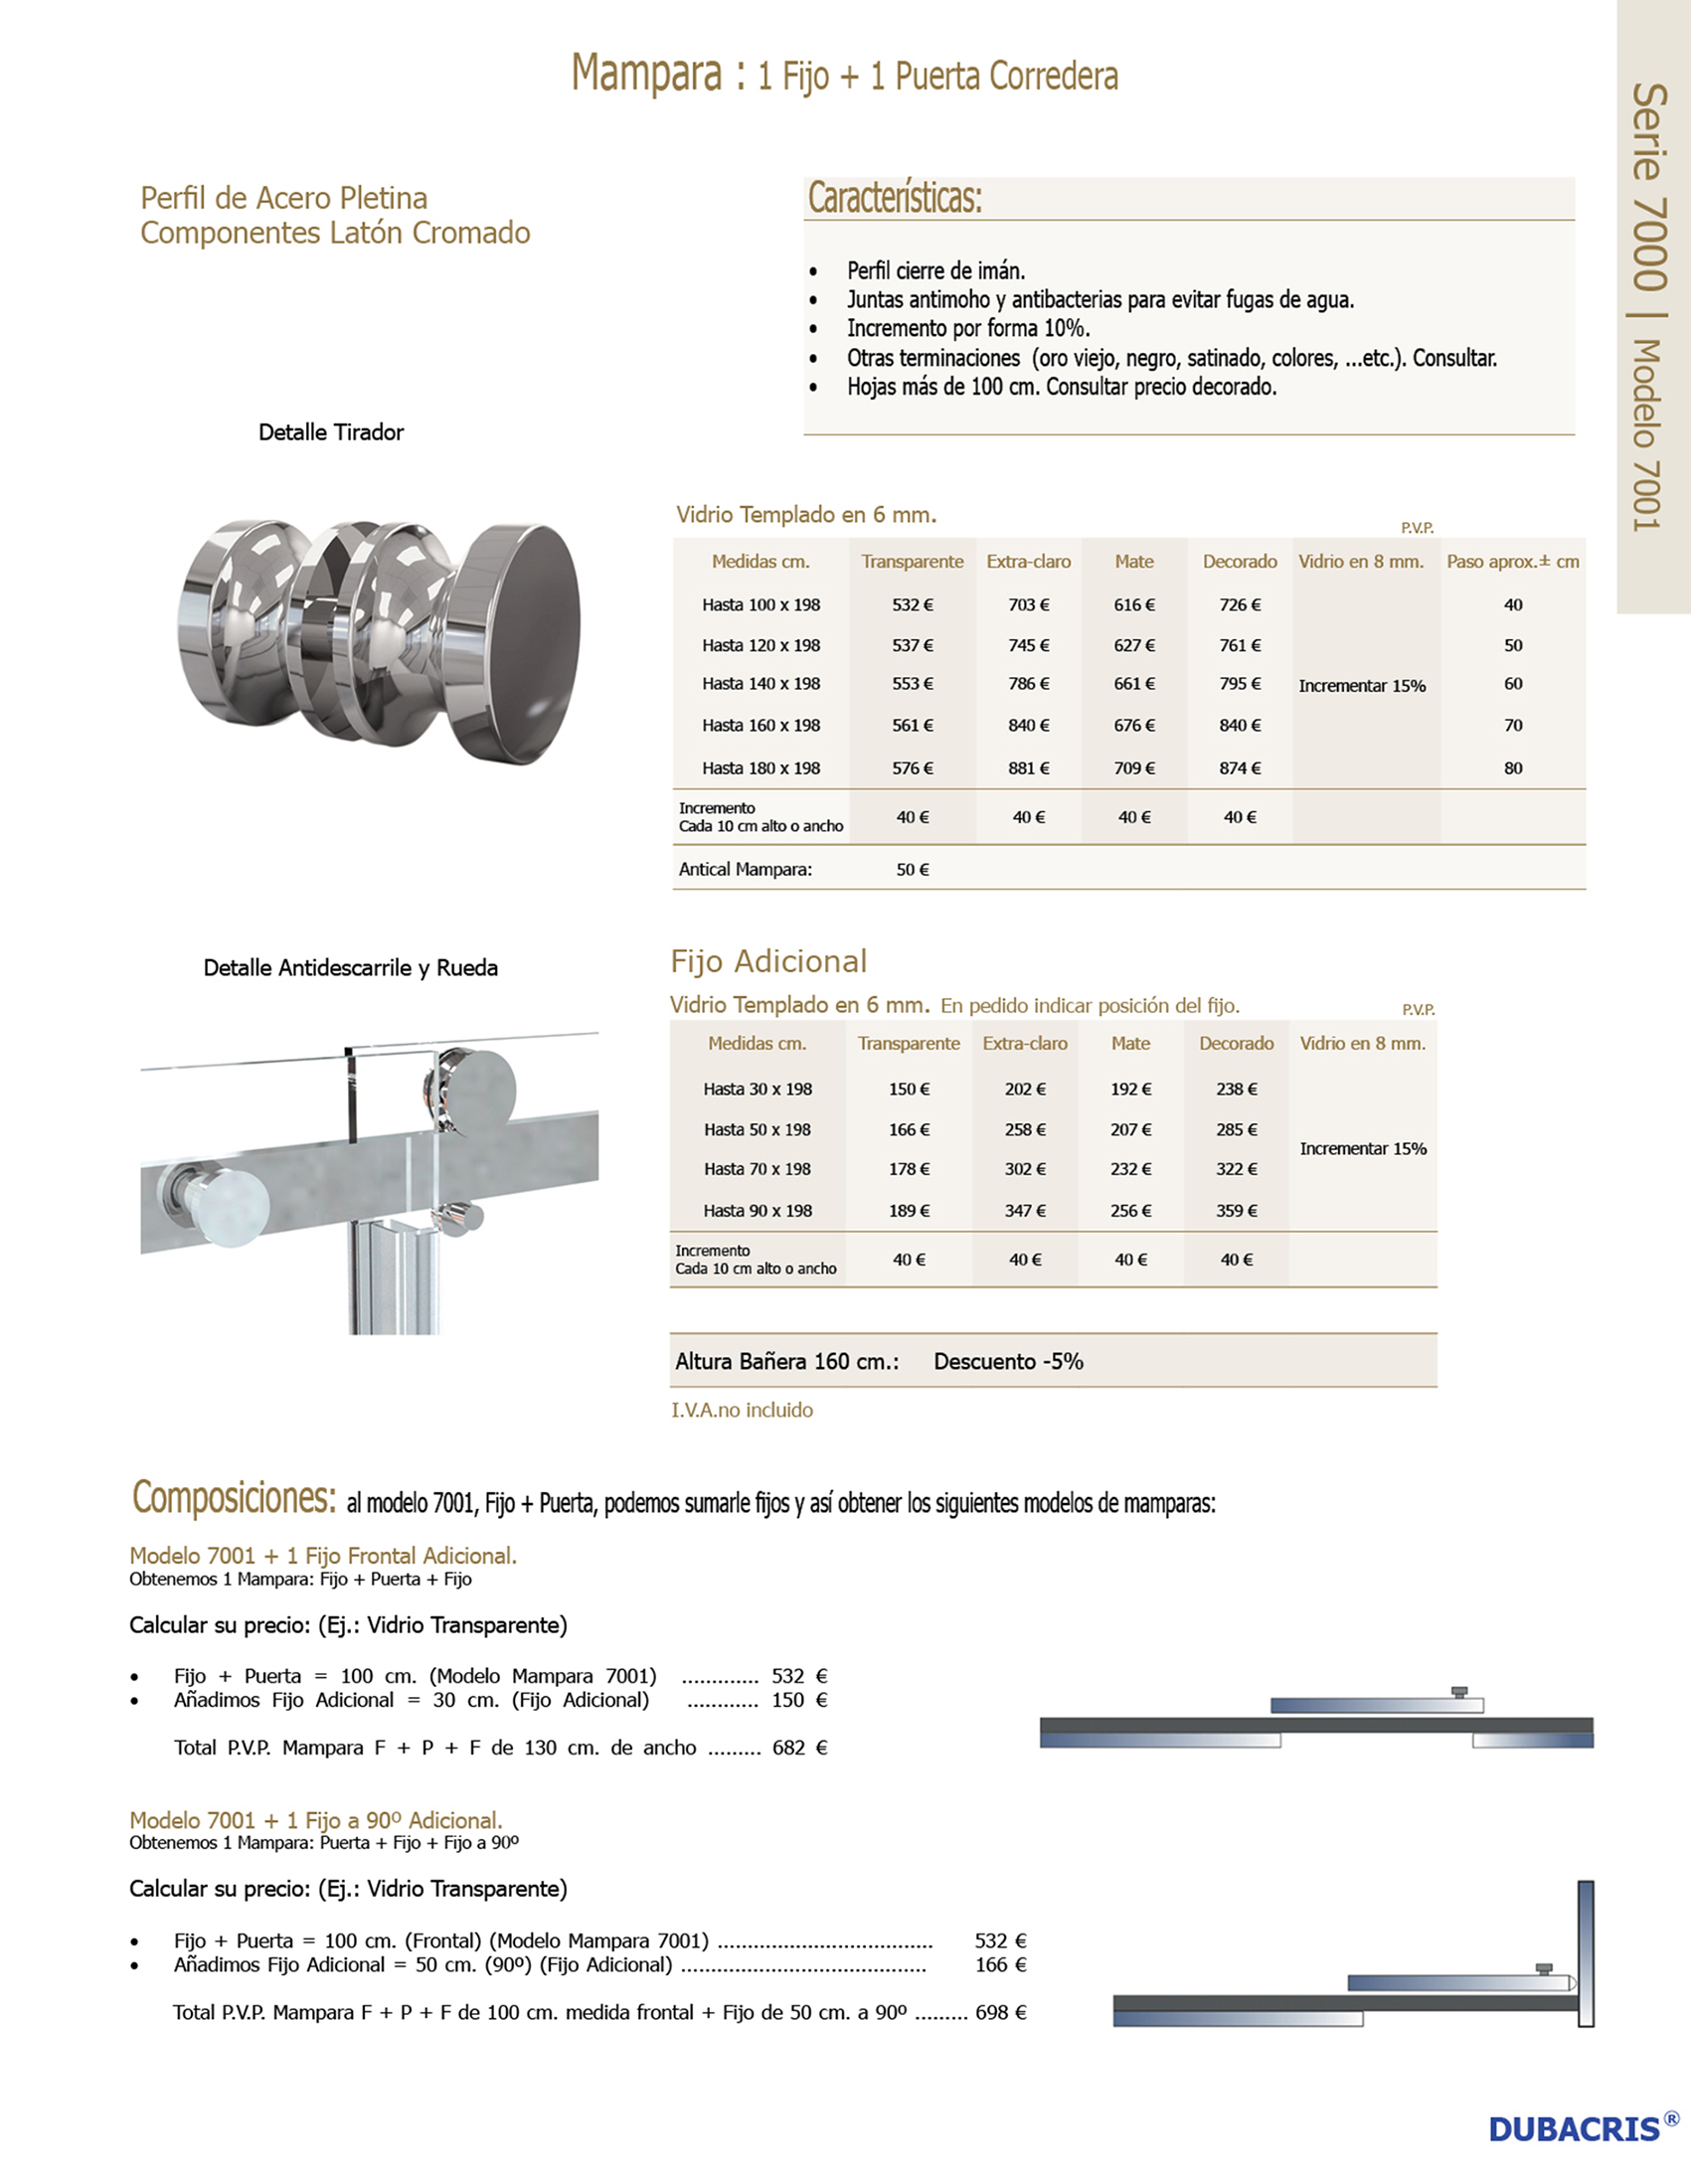 Mampara : 1 Fijo + 1 Puerta Corredera
Serie 7000 | Modelo 7001
Perfil de Acero Pletina
Componentes Latón Cromado
Características:
• Perfil cierre de imán.
• Juntas antimoho y antibacterias para evitar fugas de agua.
• Incremento por forma 10%.
• Otras terminaciones (oro viejo, negro, satinado, colores, ...etc.). Consultar.
• Hojas más de 100 cm. Consultar precio decorado.
Detalle Tirador
Vidrio Templado en 6 mm.
P.V.P.
Medidas cm. Transparente Extra-claro Mate Decorado Vidrio en 8 mm. Paso aprox.± cm
Hasta 100 x 198 532 € 703 € 616 € 726 € 40
Hasta 120 x 198 537 € 745 € 627 € 761 € 50
Hasta 140 x 198 553 € 786 € 661 € 795 € Incrementar 15% 60
Hasta 160 x 198 561 € 840 € 676 € 840 € 70
Hasta 180 x 198 576 € 881 € 709 € 874 € 80
Incremento
Cada 10 cm alto o ancho 40 € 40 € 40 € 40 €
Antical Mampara: 50 €
Detalle Antidescarrile y Rueda
Fijo Adicional
Vidrio Templado en 6 mm. En pedido indicar posición del fijo.
P.V.P.
Medidas cm. Transparente Extra-claro Mate Decorado Vidrio en 8 mm.
Hasta 30 x 198 150 € 202 € 192 € 238 €
Hasta 50 x 198 166 € 258 € 207 € 285 €
Incrementar 15%
Hasta 70 x 198 178 € 302 € 232 € 322 €
Hasta 90 x 198 189 € 347 € 256 € 359 €
Incremento
Cada 10 cm alto o ancho 40 € 40 € 40 € 40 €
Altura Bañera 160 cm.: Descuento -5%
I.V.A.no incluido
Composiciones: al modelo 7001, Fijo + Puerta, podemos sumarle fijos y así obtener los siguientes modelos de mamparas:
Modelo 7001 + 1 Fijo Frontal Adicional.
Obtenemos 1 Mampara: Fijo + Puerta + Fijo
Calcular su precio: (Ej.: Vidrio Transparente)
• Fijo + Puerta = 100 cm. (Modelo Mampara 7001) ............. 532 €
• Añadimos Fijo Adicional = 30 cm. (Fijo Adicional) ............ 150 €
Total P.V.P. Mampara F + P + F de 130 cm. de ancho ......... 682 €
Modelo 7001 + 1 Fijo a 90º Adicional.
Obtenemos 1 Mampara: Puerta + Fijo + Fijo a 90º
Calcular su precio: (Ej.: Vidrio Transparente)
• Fijo + Puerta = 100 cm. (Frontal) (Modelo Mampara 7001) .................................... 532 €
• Añadimos Fijo Adicional = 50 cm. (90º) (Fijo Adicional) ......................................... 166 €
Total P.V.P. Mampara F + P + F de 100 cm. medida frontal + Fijo de 50 cm. a 90º ......... 698 €
DUBACRIS®